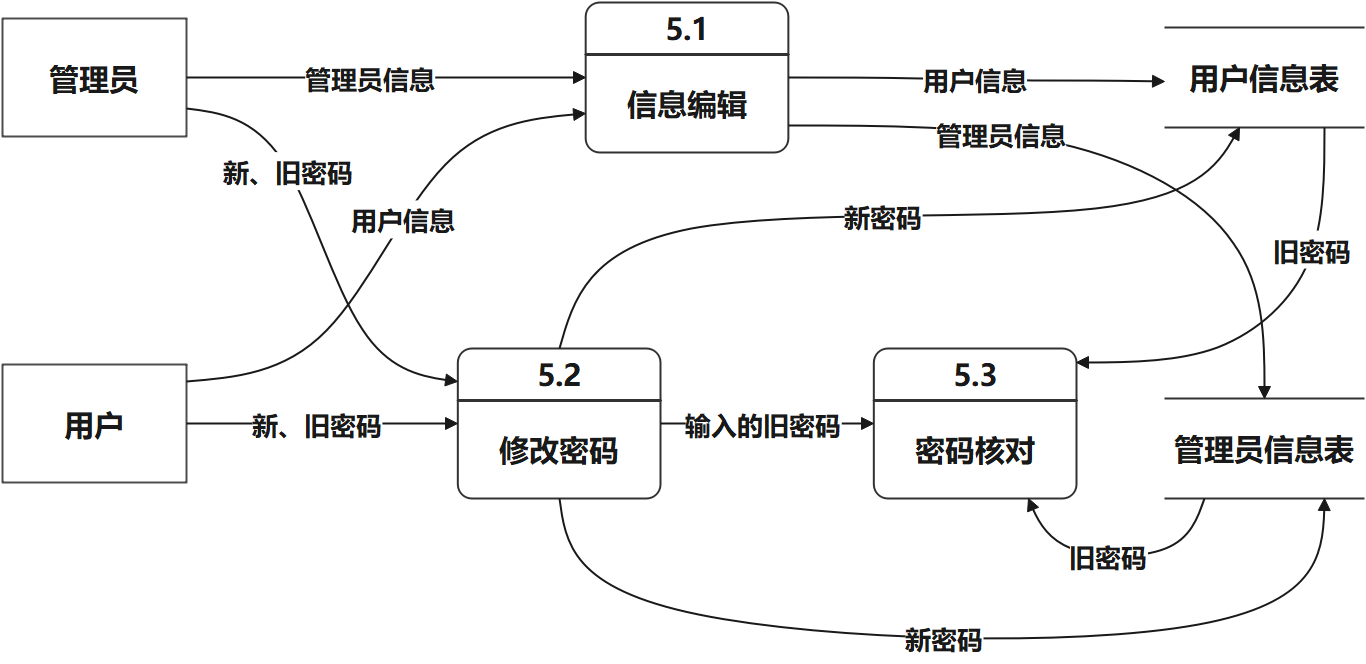 5.1
管理员
管理员信息
用户信息
用户信息表
信息编辑
管理员信息
新、旧密码
用户信息
新密码
旧密码
5.2
5.3
用户
新、旧密码
输入的旧密码
修改密码
密码核对
管理员信息表
旧密码
新密码